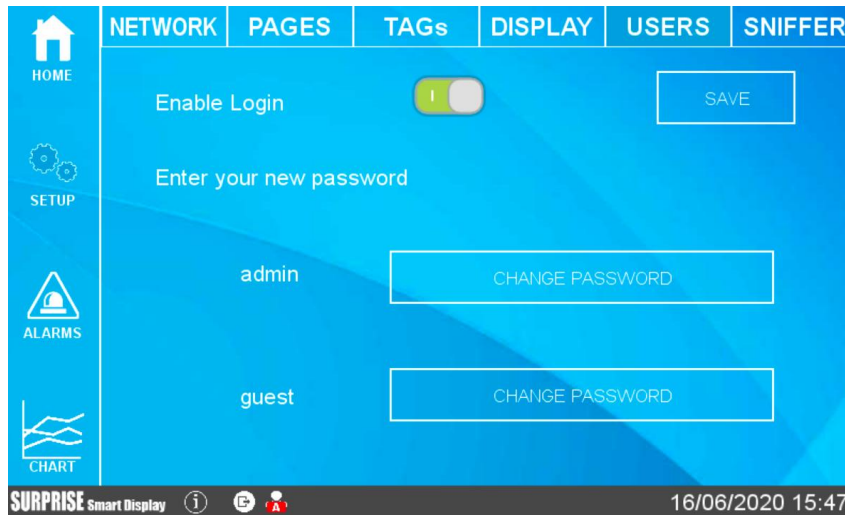 NETWORK PAGES TAGs DISPLAY USERS SNIFFER
HOME
Enable Login I SAVE
SETUP
Enter your new password
admin CHANGE PASSWORD
ALARMS
guest CHANGE PASSWORD
CHART
SURPRISE Smart Display i A 16/06/2020 15:47